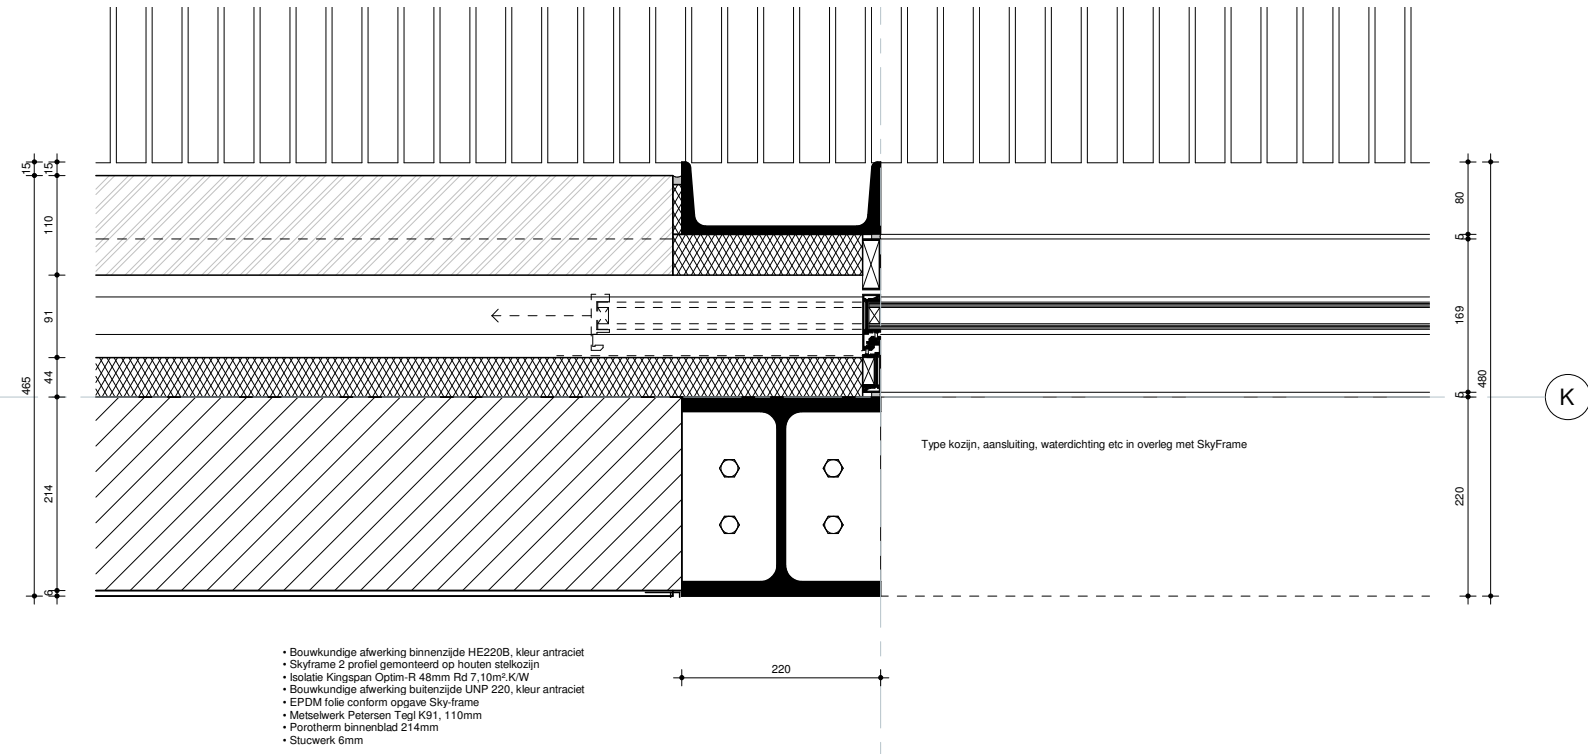 15
15
110
91
44
465
214
6
80
5
169
5
480
220
K
Type kozijn, aansluiting, waterdichting etc in overleg met SkyFrame
220
• Bouwkundige afwerking binnenzijde HE220B, kleur antraciet
• Skyframe 2 profiel gemonteerd op houten stelkozijn
• Isolatie Kingspan Optim-R 48mm Rd 7,10m².K/W
• Bouwkundige afwerking buitenzijde UNP 220, kleur antraciet
• EPDM folie conform opgave Sky-frame
• Metselwerk Petersen Tegl K91, 110mm
• Porotherm binnenblad 214mm
• Stucwerk 6mm